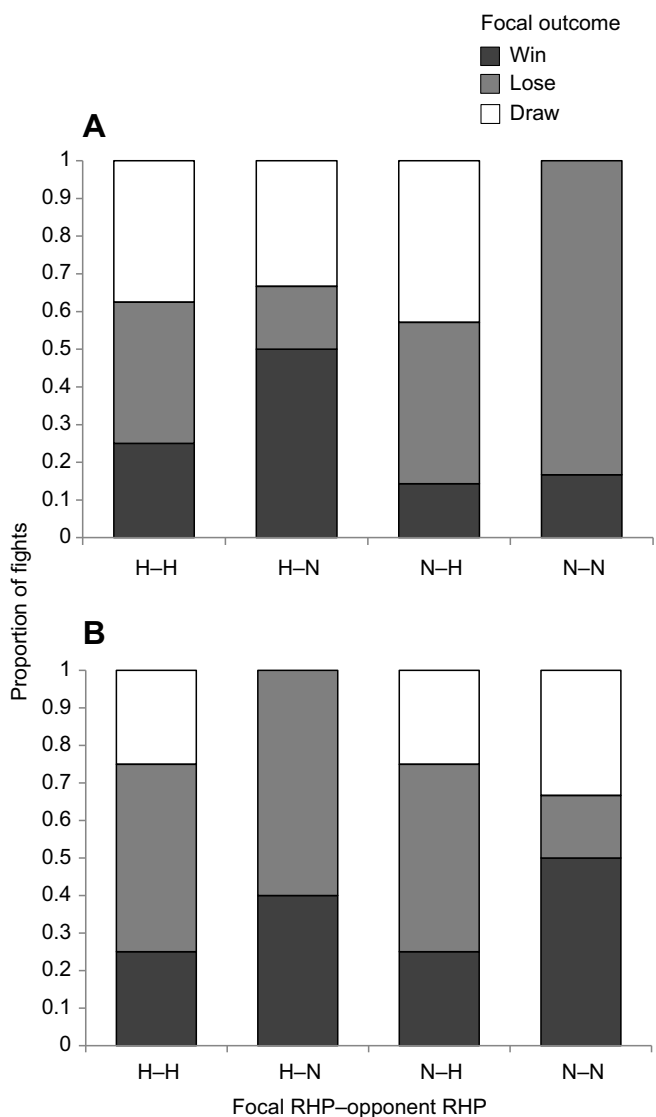 Focal outcome
Win
Lose
Draw
A
1
0.9
0.8
0.7
0.6
0.5
0.4
0.3
0.2
0.1
0
H–H
H–N
N–H
N–N
Proportion of fights
B
1
0.9
0.8
0.7
0.6
0.5
0.4
0.3
0.2
0.1
0
H–H
H–N
N–H
N–N
Focal RHP–opponent RHP